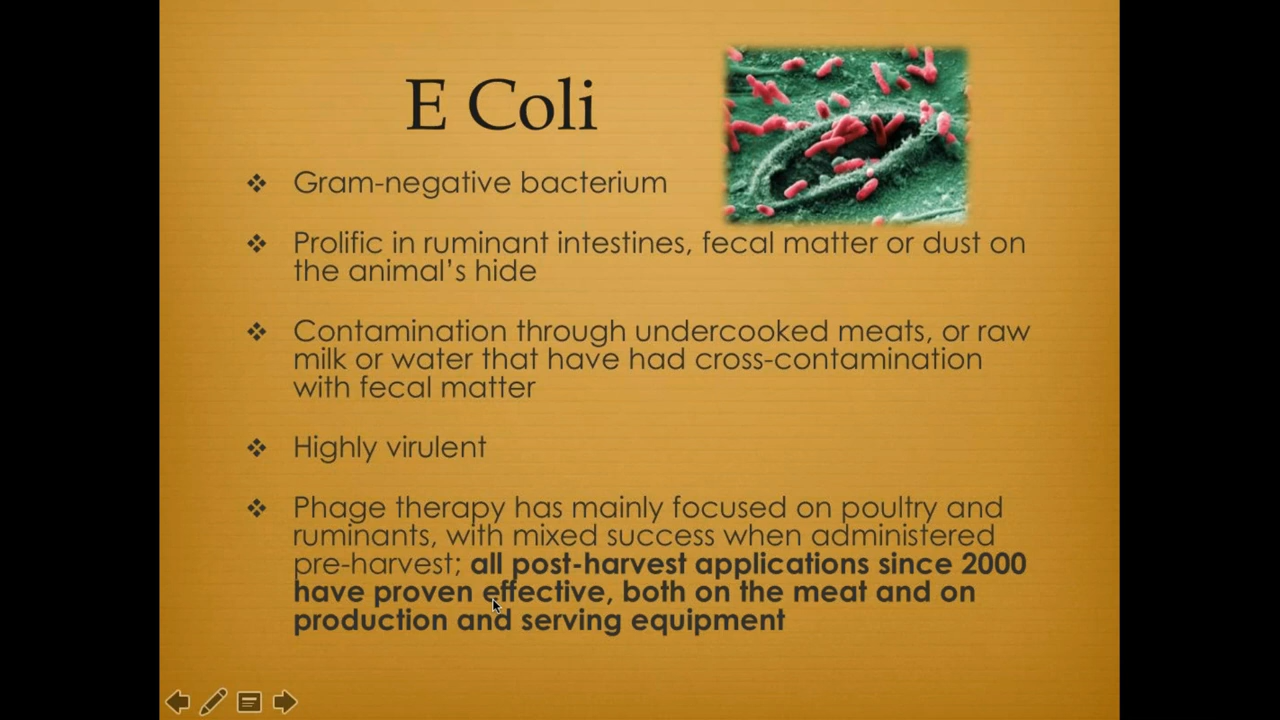 E Coli
Gram-negative bacterium
Prolific in ruminant intestines, fecal matter or dust on
the animal's hide
Contamination through undercooked meats, or raw
milk or water that have had cross-contamination
with fecal matter
Highly virulent
Phage therapy has mainly focused on poultry and
ruminants, with mixed success when administered
pre-harvest; all post-harvest applications since 2000
have proven effective, both on the meat and on
production and serving equipment